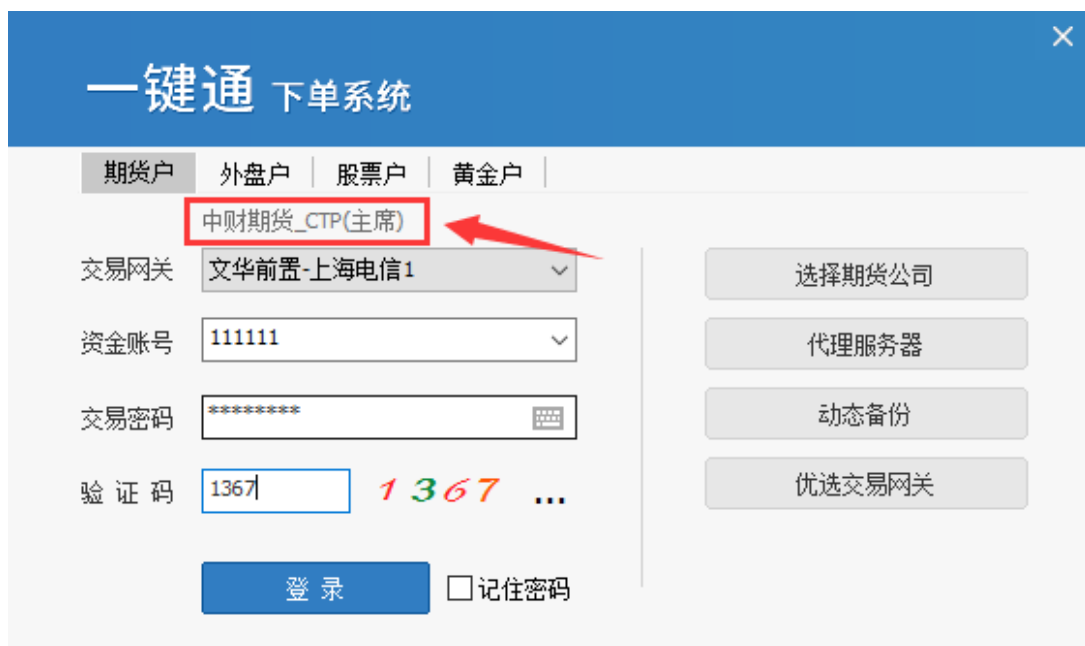 一键通 下单系统
期货户 外盘户 股票户 黄金户
中财期货_CTP(主席)
交易网关 文华前置-上海电信1 选择期货公司
资金账号 111111 代理服务器
交易密码 ********* 动态备份
验证码 1367 1367 ... 优选交易网关
登录 记住密码